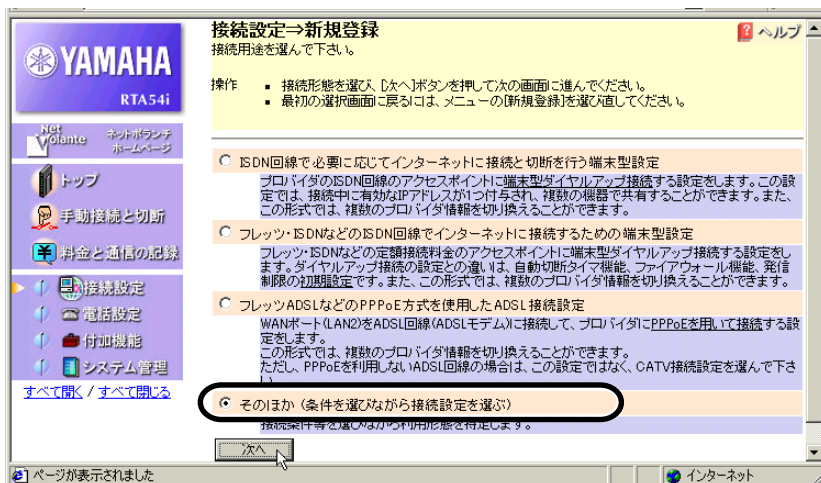 YAMAHA
RTA54i
Net Volante ネットボランチ ホームページ
トップ
手動接続と切断
料金と通信の記録
接続設定
電話設定
付加機能
システム管理
すべて開く / すべて閉じる
接続設定⇒新規登録
ヘルプ
接続用途を選んで下さい。
操作
■ 接続形態を選び、[次へ]ボタンを押して次の画面に進んでください。
■ 最初の選択画面に戻るには、メニューの[新規登録]を選び直してください。
ISDN回線で必要に応じてインターネットに接続と切断を行う端末型設定
プロバイダのISDN回線のアクセスポイントに端末型ダイヤルアップ接続する設定をします。この設
定では、接続中に有効なIPアドレスが1つ付与され、複数の機器で共有することができます。また、
この形式では、複数のプロバイダ情報を切り換えることができます。
フレッツ・ISDNなどのISDN回線でインターネットに接続するための端末型設定
フレッツ・ISDNなどの定額接続料金のアクセスポイントに端末型ダイヤルアップ接続する設定をし
ます。ダイヤルアップ接続の設定との違いは、自動切断タイマ機能、ファイアウォール機能、発信
制限の初期設定です。また、この形式では、複数のプロバイダ情報を切り換えることができます。
フレッツADSLなどのPPPoE方式を使用したADSL接続設定
WANポート(LAN2)をADSL回線(ADSLモデム)に接続して、プロバイダにPPPoEを用いて接続する設
定をします。
この形式では、複数のプロバイダ情報を切り換えることができます。
ただし、PPPoEを利用しないADSL回線の場合は、この設定ではなく、CATV接続設定を選んで下さ
い。
そのほか (条件を選びながら接続設定を選ぶ)
接続条件等を選びながら利用形態を特定します。
次へ
ページが表示されました
インターネット